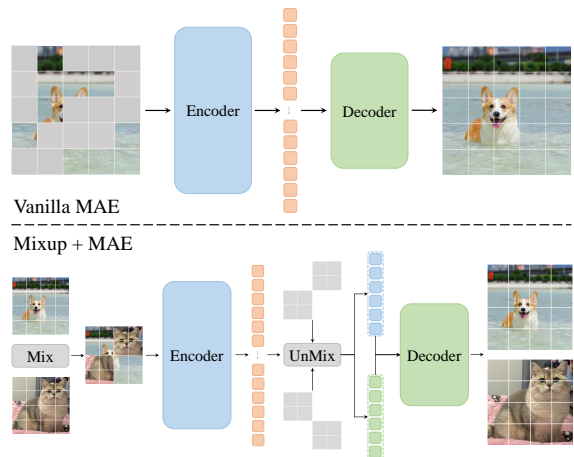 Encoder
Decoder
Vanilla MAE
Mixup + MAE
Mix
Encoder
UnMix
Decoder